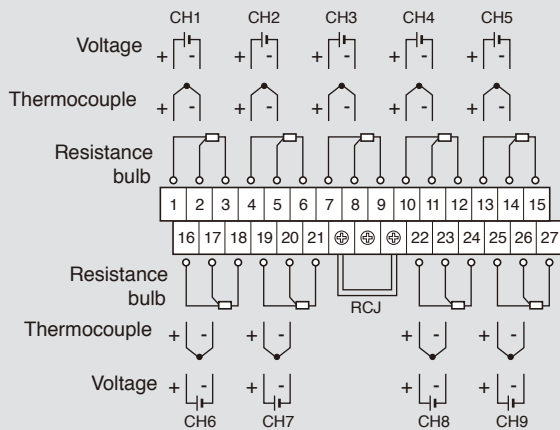 CH1 CH2 CH3 CH4 CH5
Voltage + - + - + - + - + -
Thermocouple + - + - + - + - + -
Resistance
bulb
1 2 3 4 5 6 7 8 9 10 11 12 13 14 15
16 17 18 19 20 21 22 23 24 25 26 27
Resistance
bulb
RCJ
Thermocouple + - + - + - + -
Voltage + - + - + - + -
CH6 CH7 CH8 CH9